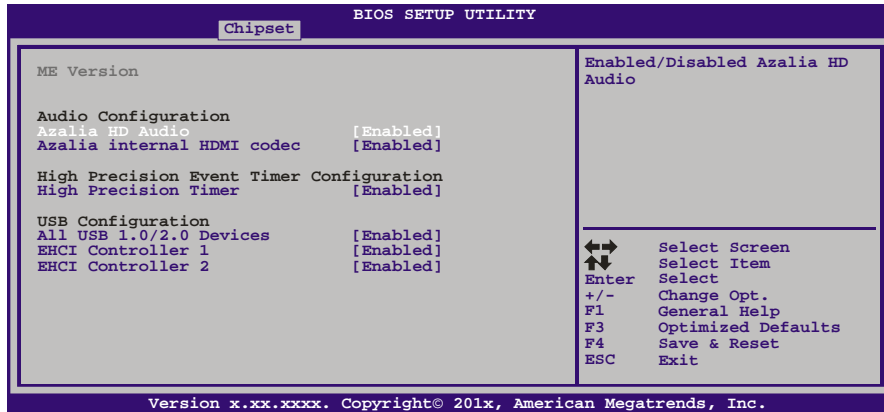 BIOS SETUP UTILITY
Chipset
ME Version
Audio Configuration
Azalia HD Audio [Enabled]
Azalia internal HDMI codec [Enabled]
High Precision Event Timer Configuration
High Precision Timer [Enabled]
USB Configuration
All USB 1.0/2.0 Devices [Enabled]
EHCI Controller 1 [Enabled]
EHCI Controller 2 [Enabled]
Enabled/Disabled Azalia HD
Audio
Select Screen
Select Item
Enter Select
+/- Change Opt.
F1 General Help
F3 Optimized Defaults
F4 Save & Reset
ESC Exit
Version x.xx.xxxx. Copyright© 201x, American Megatrends, Inc.